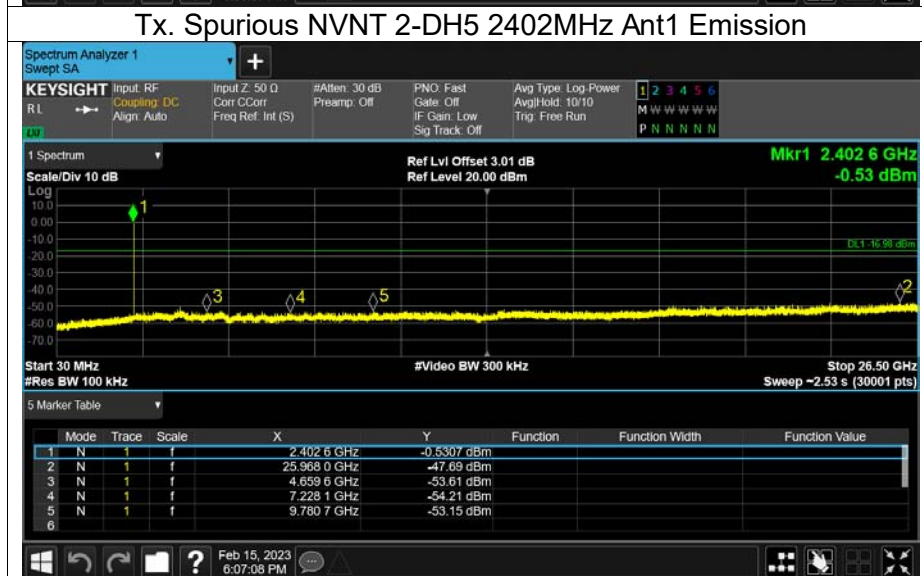 Tx. Spurious NVNT 2-DH5 2402MHz Ant1 Emission
Spectrum Analyzer 1
Swept SA
+
KEYSIGHT Input: RF Input Z: 50 Ω #Atten: 30 dB PNO: Fast Avg Type: Log-Power 1 2 3 4 5 6
RL Coupling: DC Corr CCorr Preamp: Off Gate: Off Avg|Hold: 10/10 M W W W W W
Align: Auto Freq Ref: Int (S) IF Gain: Low Trig: Free Run
Sig Track: Off P N N N N N
LXI
1 Spectrum Ref Lvl Offset 3.01 dB Mkr1 2.402 6 GHz
Scale/Div 10 dB Ref Level 20.00 dBm -0.53 dBm
Log
10.0
0.00
-10.0
-20.0
-30.0
-40.0
-50.0
-60.0
-70.0
1
DL1 -16.98 dBm
3 4 5 2
Start 30 MHz #Video BW 300 kHz Stop 26.50 GHz
#Res BW 100 kHz Sweep ~2.53 s (30001 pts)
5 Marker Table
Mode Trace Scale X Y Function Function Width Function Value
1 N 1 f 2.402 6 GHz -0.5307 dBm
2 N 1 f 25.968 0 GHz -47.69 dBm
3 N 1 f 4.659 6 GHz -53.61 dBm
4 N 1 f 7.228 1 GHz -54.21 dBm
5 N 1 f 9.780 7 GHz -53.15 dBm
6
? Feb 15, 2023
6:07:08 PM